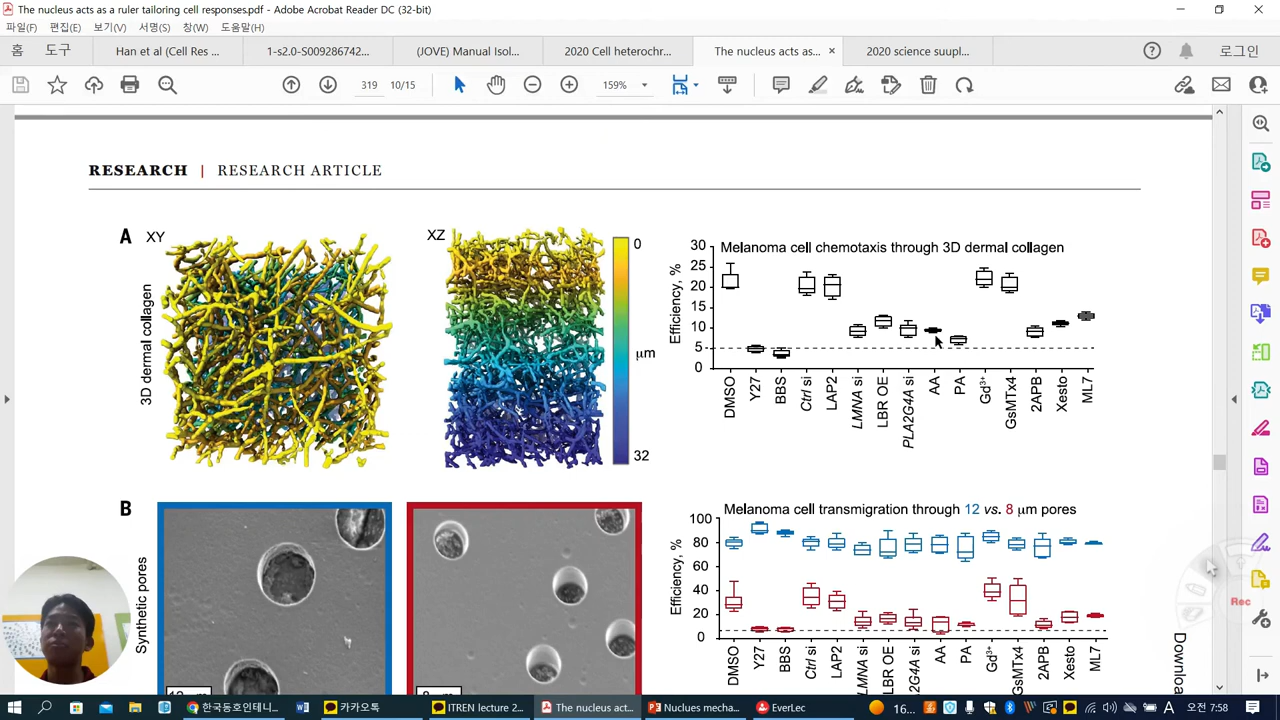 The nucleus acts as a ruler tailoring cell responses.pdf - Adobe Acrobat Reader DC (32-bit)
파일(F) 편집(E) 보기(V) 서명(S) 창(W) 도움말(H)
홈 도구 Han et al (Cell Res ... 1-s2.0-S009286742... (JOVE) Manual Isol... 2020 Cell heterochr... The nucleus acts as... × 2020 science suupl... 로그인
319 10/15 159%
RESEARCH | RESEARCH ARTICLE
A XY XZ
3D dermal collagen
0
μm
32
Melanoma cell chemotaxis through 3D dermal collagen
Efficiency, %
30
25
20
15
10
5
0
DMSO Y27 BBS Ctrl si LAP2 LMNA si LBR OE PLA2G4A si AA PA Gd³⁺ GsMTx4 2APB Xesto ML7
B
Synthetic pores
Melanoma cell transmigration through 12 vs. 8 μm pores
Efficiency, %
100
80
60
40
20
0
DMSO Y27 BBS Ctrl si LAP2 LMNA si LBR OE 2G4A si AA PA Gd³⁺ GsMTx4 2APB Xesto ML7
Downloa
Rec
한국동호인테니... 카카오톡 ITREN lecture 2... The nucleus act... Nuclues mecha... EverLec 16... 오전 7:58